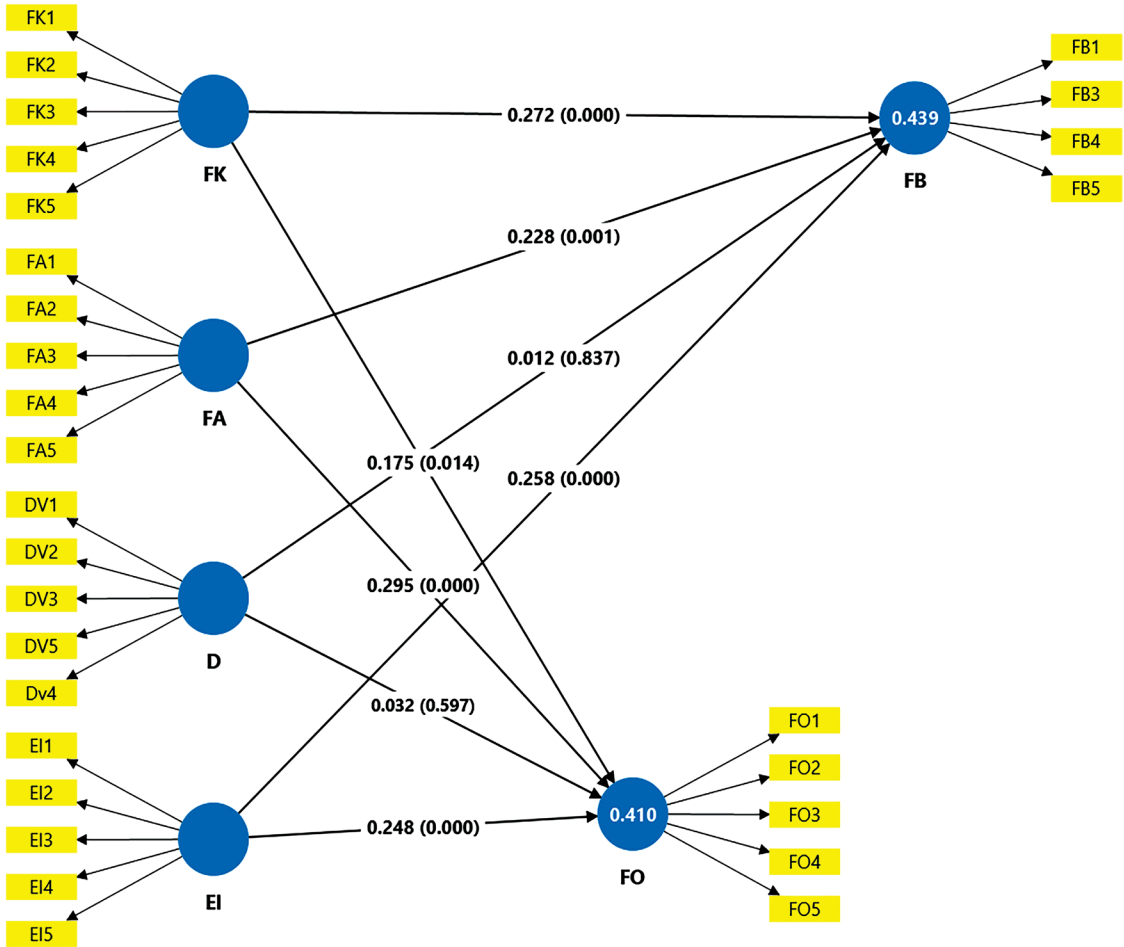 FK1
FK2
FK3
FK4
FK5
FK
FA1
FA2
FA3
FA4
FA5
FA
DV1
DV2
DV3
DV5
Dv4
D
EI1
EI2
EI3
EI4
EI5
EI
0.272 (0.000)
0.228 (0.001)
0.012 (0.837)
0.175 (0.014)
0.258 (0.000)
0.295 (0.000)
0.032 (0.597)
0.248 (0.000)
0.439
FB
FB1
FB3
FB4
FB5
0.410
FO
FO1
FO2
FO3
FO4
FO5